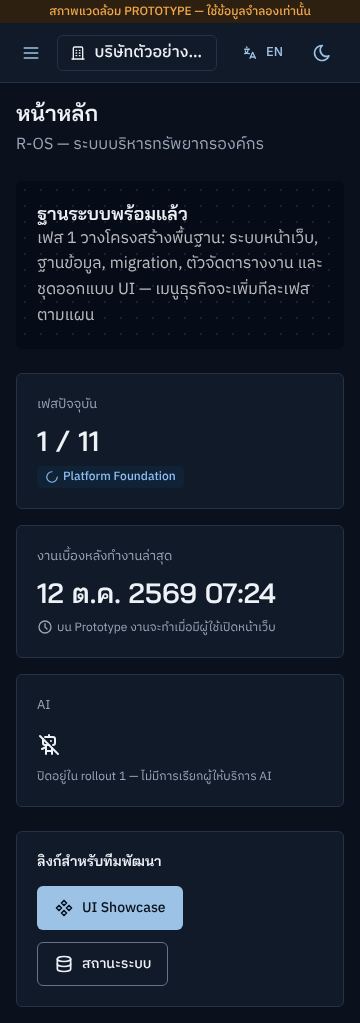 สภาพแวดล้อม PROTOTYPE — ใช้ข้อมูลจำลองเท่านั้น
บริษัทตัวอย่าง...
EN
หน้าหลัก
R-OS — ระบบบริหารทรัพยากรองค์กร
ฐานระบบพร้อมแล้ว
เฟส 1 วางโครงสร้างพื้นฐาน: ระบบหน้าเว็บ,
ฐานข้อมูล, migration, ตัวจัดตารางงาน และ
ชุดออกแบบ UI — เมนูธุรกิจจะเพิ่มทีละเฟส
ตามแผน
เฟสปัจจุบัน
1 / 11
Platform Foundation
งานเบื้องหลังทำงานล่าสุด
12 ต.ค. 2569 07:24
บน Prototype งานจะทำเมื่อมีผู้ใช้เปิดหน้าเว็บ
AI
ปิดอยู่ใน rollout 1 — ไม่มีการเรียกผู้ให้บริการ AI
ลิงก์สำหรับทีมพัฒนา
UI Showcase
สถานะระบบ